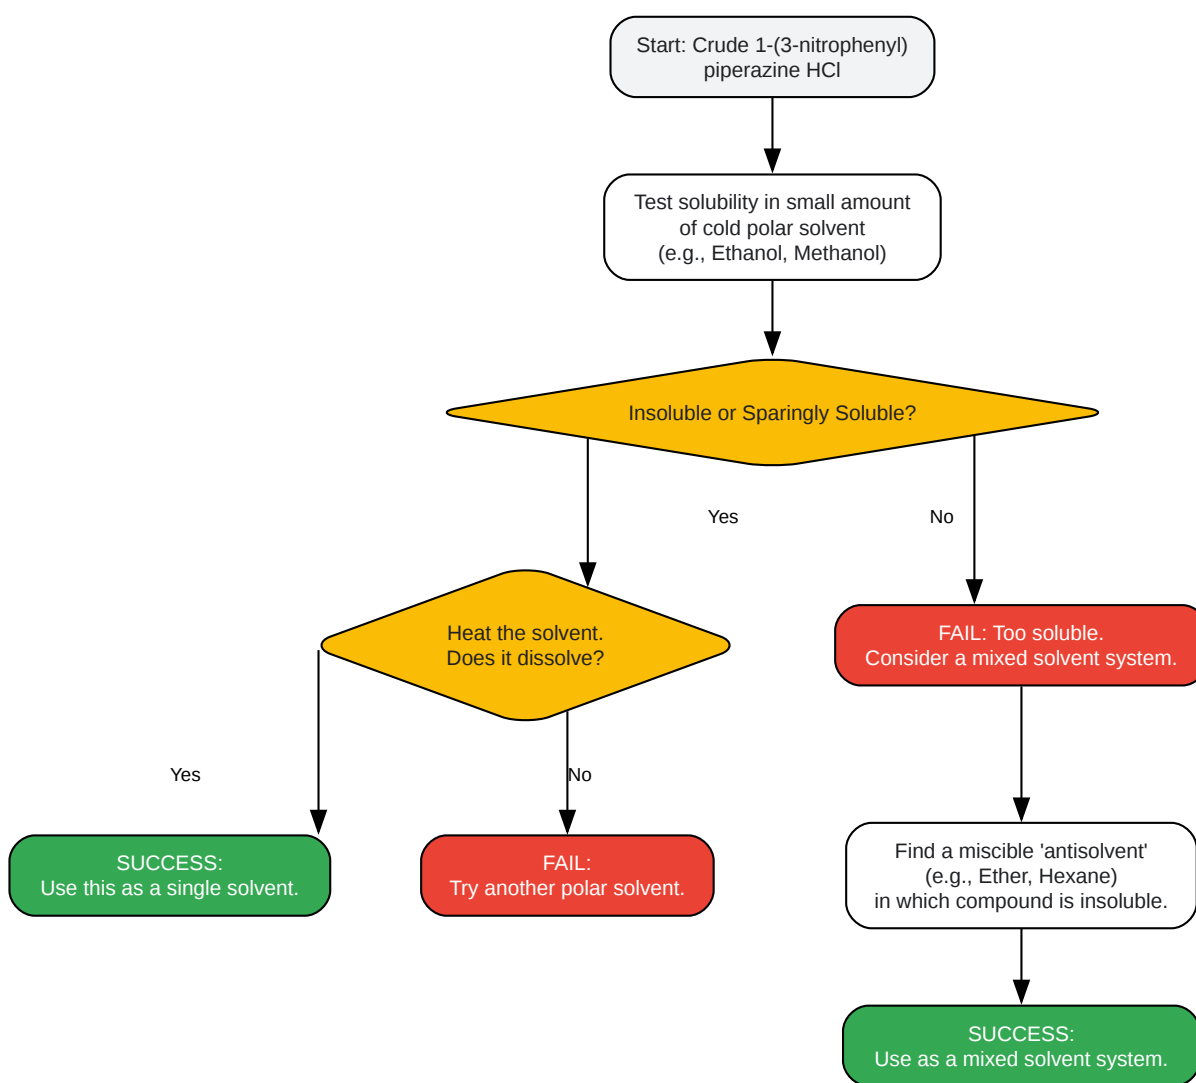 Start: Crude 1-(3-nitrophenyl)
piperazine HCl
Test solubility in small amount
of cold polar solvent
(e.g., Ethanol, Methanol)
Insoluble or Sparingly Soluble?
Yes
No
Heat the solvent.
Does it dissolve?
FAIL: Too soluble.
Consider a mixed solvent system.
Yes
No
SUCCESS:
Use this as a single solvent.
FAIL:
Try another polar solvent.
Find a miscible 'antisolvent'
(e.g., Ether, Hexane)
in which compound is insoluble.
SUCCESS:
Use as a mixed solvent system.